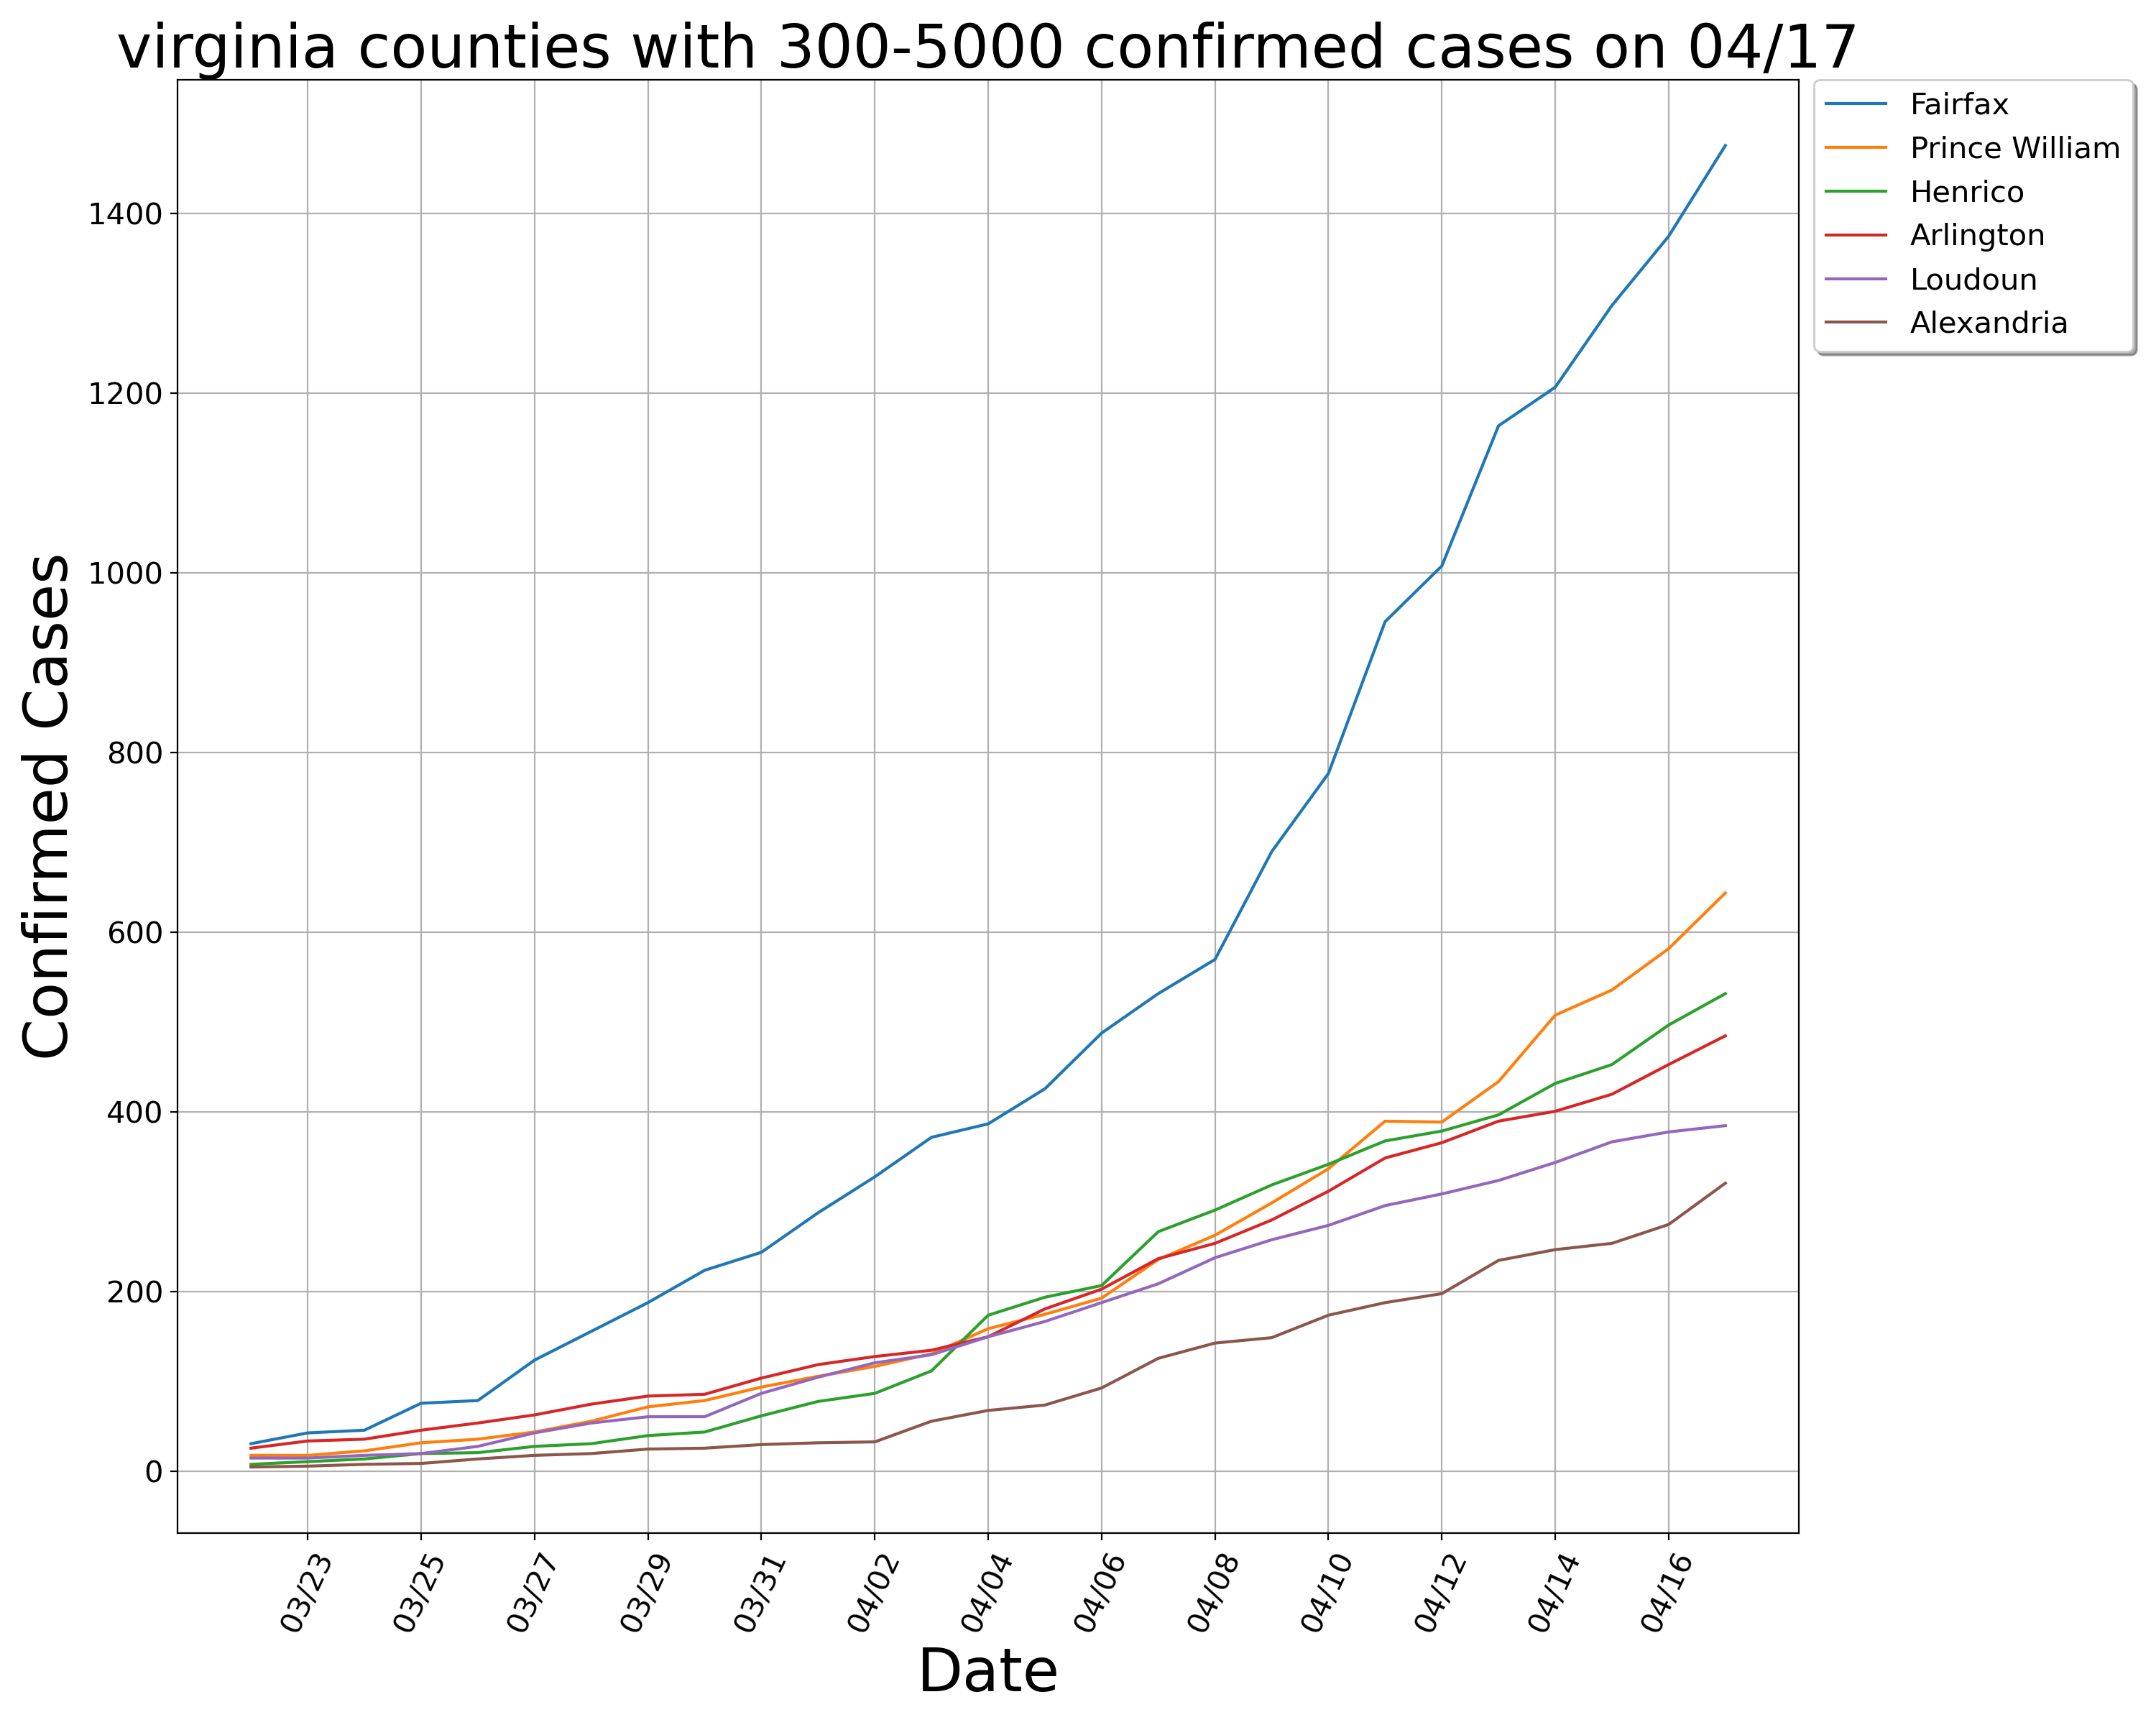 virginia counties with 300-5000 confirmed cases on 04/17
Fairfax
Prince William
Henrico
Arlington
Loudoun
Alexandria
Confirmed Cases
1400
1200
1000
800
600
400
200
0
03/23
03/25
03/27
03/29
03/31
04/02
04/04
04/06
04/08
04/10
04/12
04/14
04/16
Date